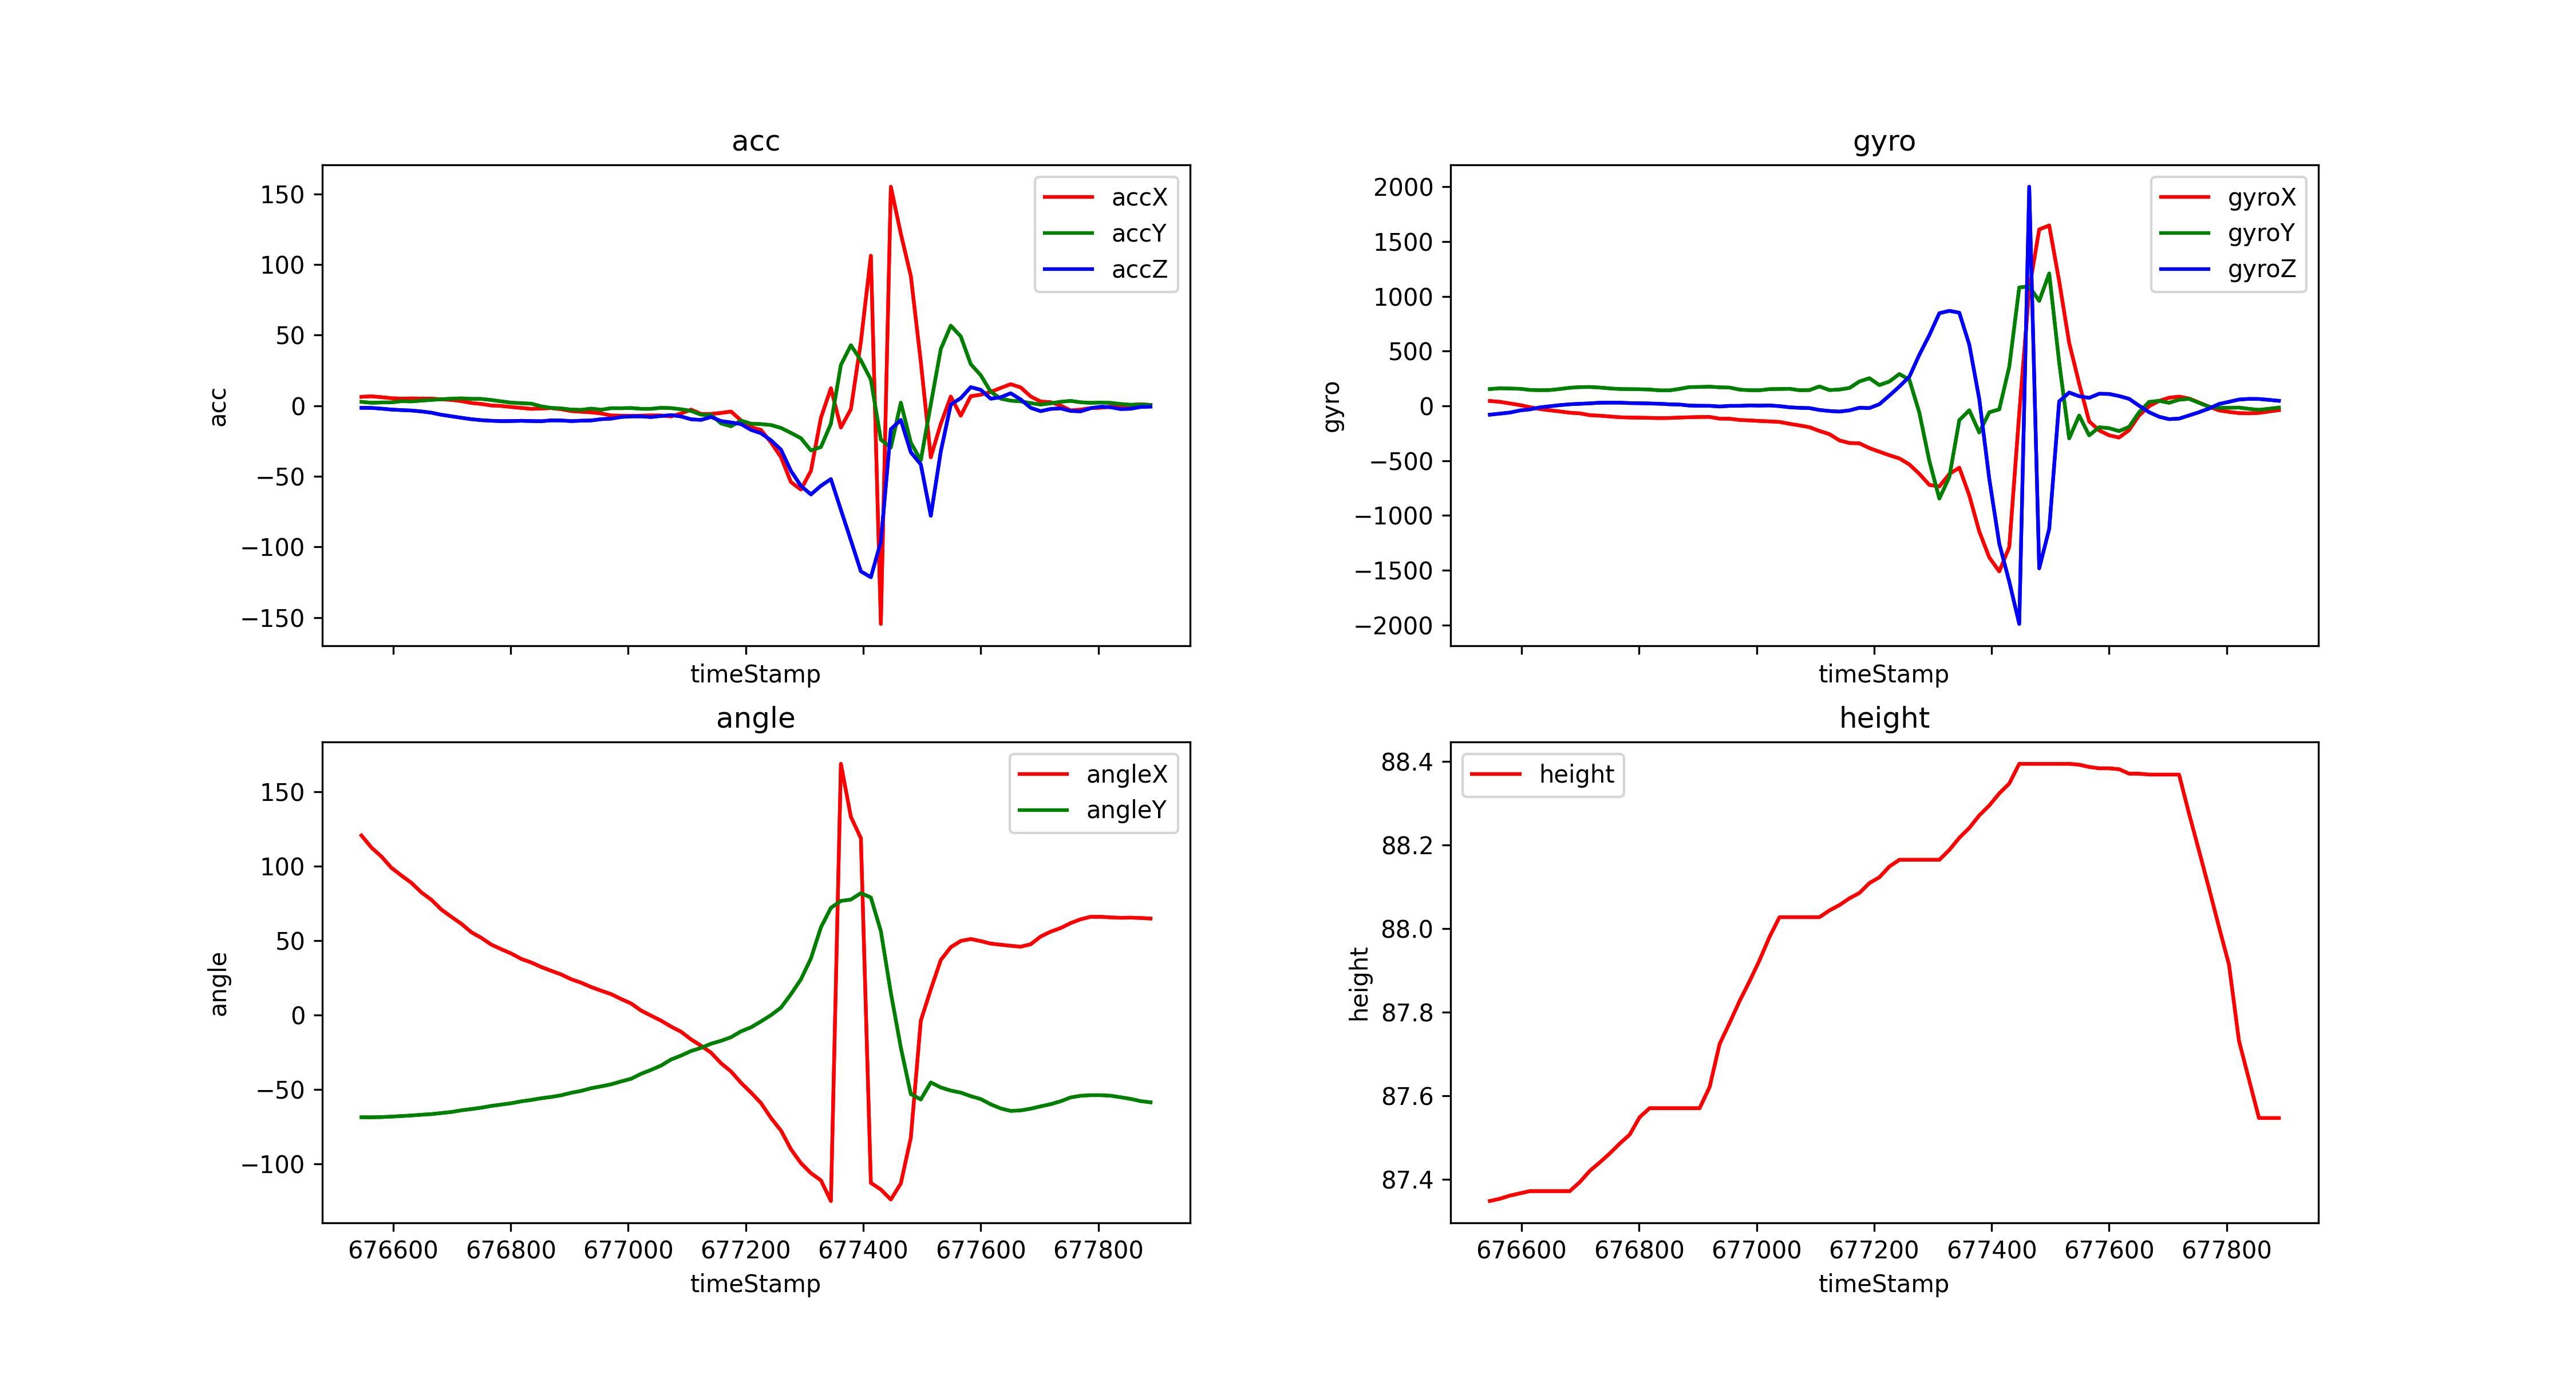 acc
150
100
50
0
−50
−100
−150
acc
accX
accY
accZ
timeStamp
gyro
2000
1500
1000
500
0
−500
−1000
−1500
−2000
gyro
gyroX
gyroY
gyroZ
timeStamp
angle
150
100
50
0
−50
−100
angle
angleX
angleY
676600 676800 677000 677200 677400 677600 677800
timeStamp
height
88.4
88.2
88.0
87.8
87.6
87.4
height
height
676600 676800 677000 677200 677400 677600 677800
timeStamp